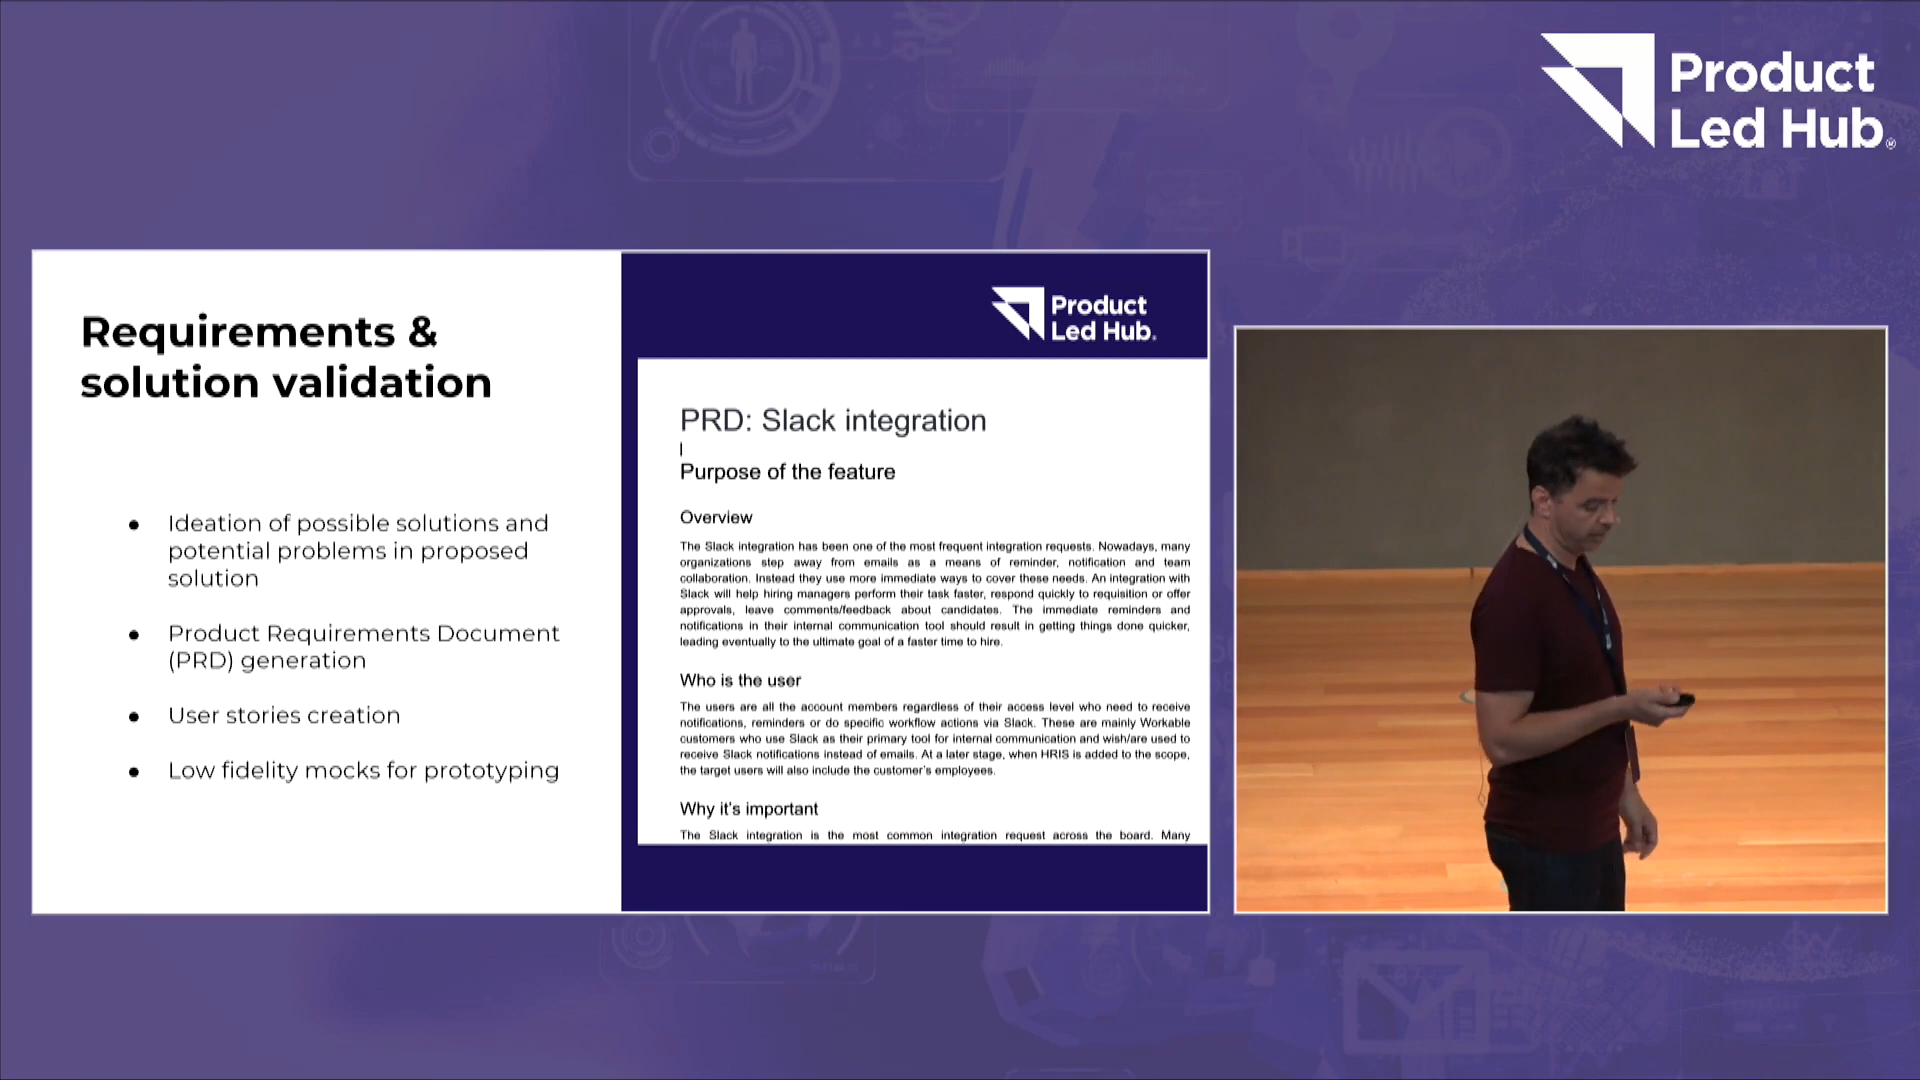 Product
Led Hub®
Requirements &
solution validation
● Ideation of possible solutions and
potential problems in proposed
solution
● Product Requirements Document
(PRD) generation
● User stories creation
● Low fidelity mocks for prototyping
Product
Led Hub.
PRD: Slack integration
Purpose of the feature
Overview
The Slack integration has been one of the most frequent integration requests. Nowadays, many
organizations step away from emails as a means of reminder, notification and team
collaboration. Instead they use more immediate ways to cover these needs. An integration with
Slack will help hiring managers perform their task faster, respond quickly to requisition or offer
approvals, leave comments/feedback about candidates. The immediate reminders and
notifications in their internal communication tool should result in getting things done quicker,
leading eventually to the ultimate goal of a faster time to hire.
Who is the user
The users are all the account members regardless of their access level who need to receive
notifications, reminders or do specific workflow actions via Slack. These are mainly Workable
customers who use Slack as their primary tool for internal communication and wish/are used to
receive Slack notifications instead of emails. At a later stage, when HRIS is added to the scope,
the target users will also include the customer's employees.
Why it's important
The Slack integration is the most common integration request across the board. Many